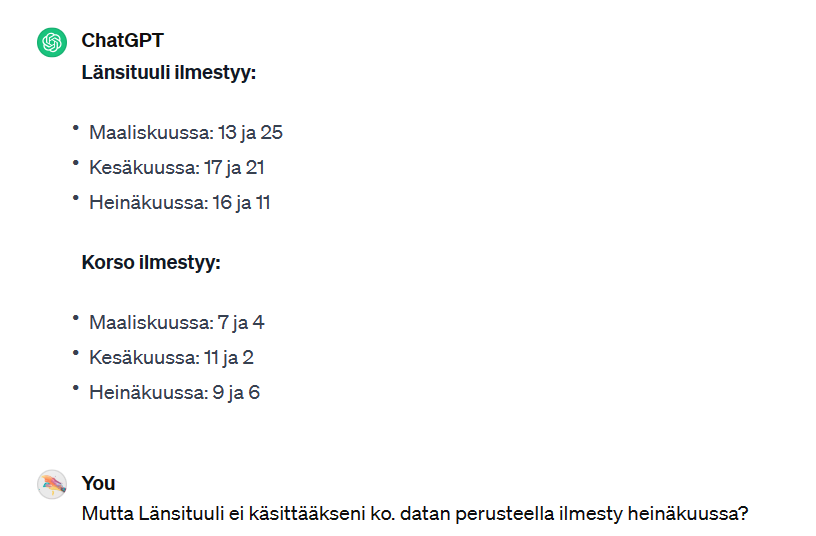 ChatGPT
Länsituuli ilmestyy:
• Maaliskuussa: 13 ja 25
• Kesäkuussa: 17 ja 21
• Heinäkuussa: 16 ja 11
Korso ilmestyy:
• Maaliskuussa: 7 ja 4
• Kesäkuussa: 11 ja 2
• Heinäkuussa: 9 ja 6
You
Mutta Länsituuli ei käsittääkseni ko. datan perusteella ilmesty heinäkuussa?